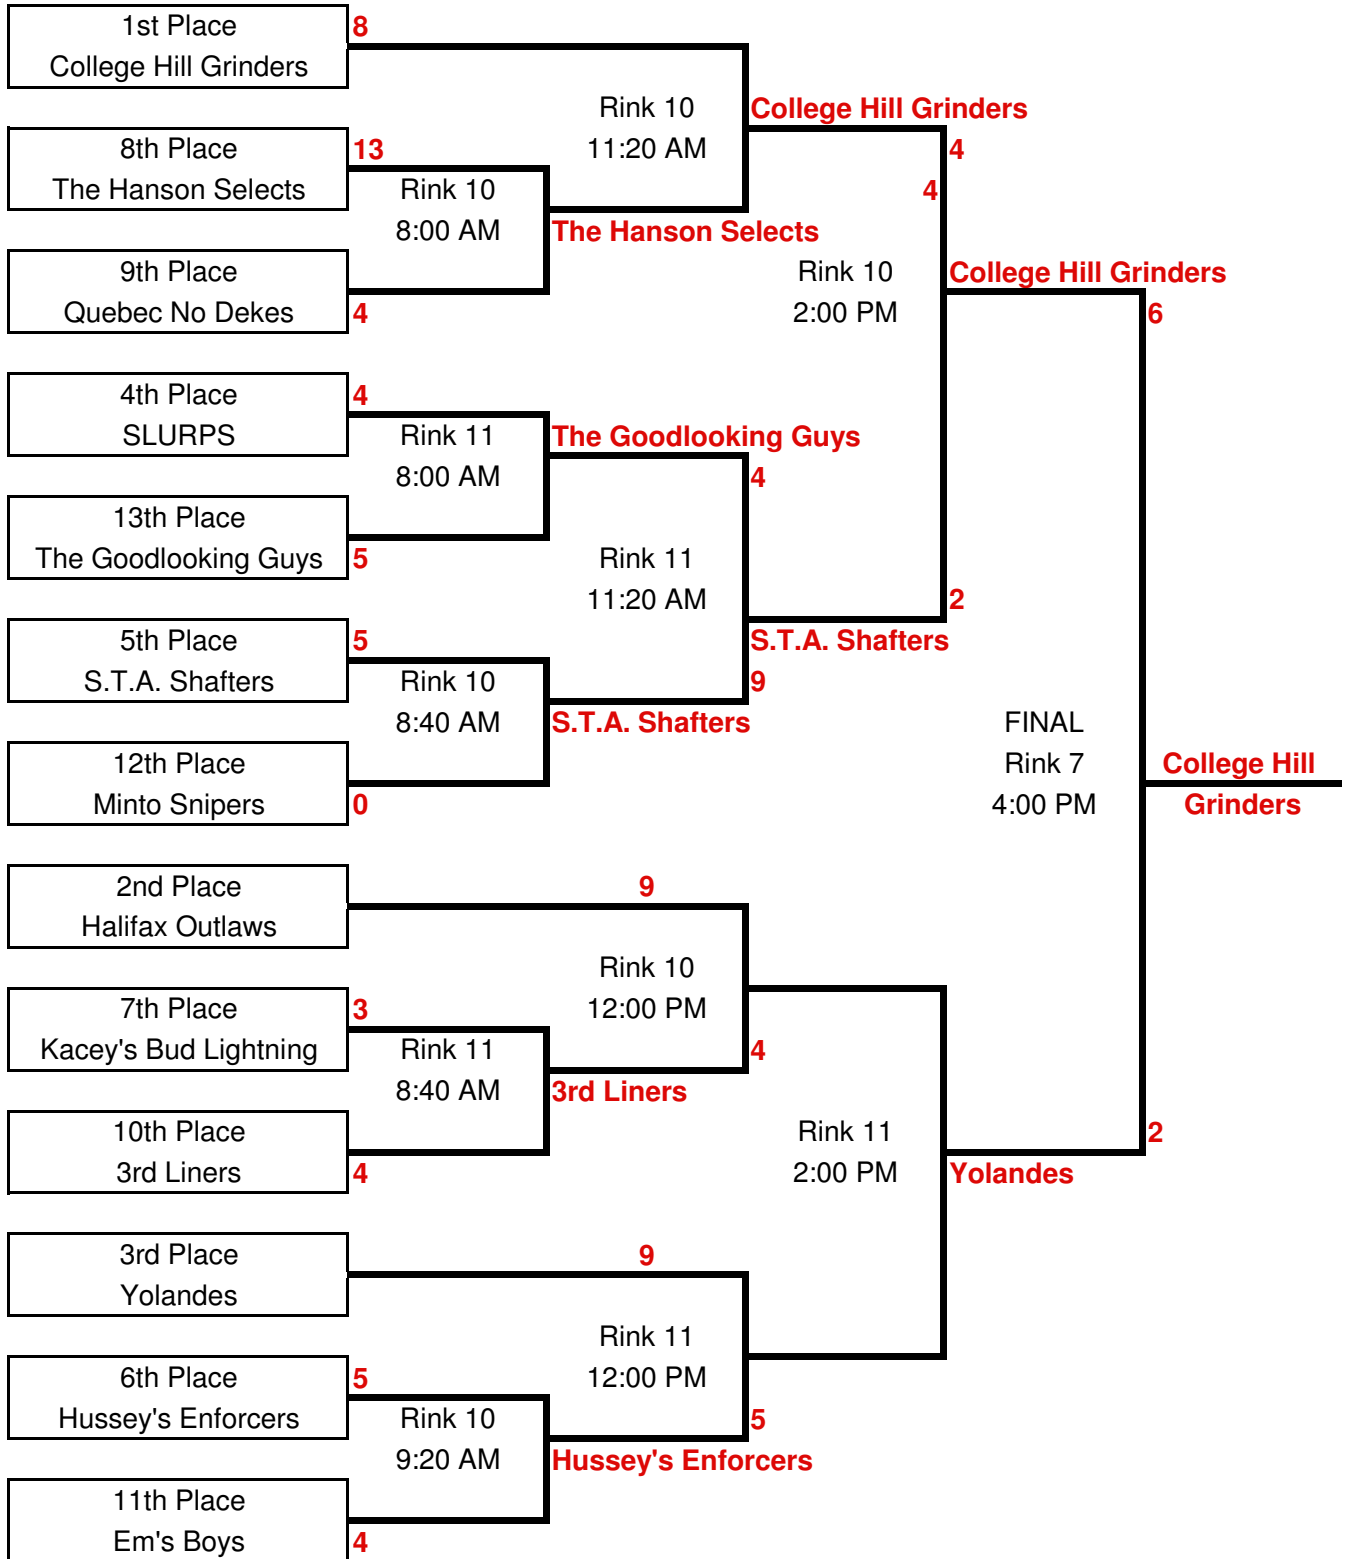 1st Place
8
College Hill Grinders
Rink 10
College Hill Grinders
8th Place
13
11:20 AM
4
The Hanson Selects
Rink 10
4
8:00 AM
The Hanson Selects
9th Place
Rink 10
College Hill Grinders
Quebec No Dekes
4
2:00 PM
6
4th Place
4
SLURPS
Rink 11
The Goodlooking Guys
8:00 AM
4
13th Place
The Goodlooking Guys
5
Rink 11
11:20 AM
2
5th Place
5
S.T.A. Shafters
S.T.A. Shafters
Rink 10
9
8:40 AM
S.T.A. Shafters
FINAL
12th Place
Rink 7
College Hill
Minto Snipers
0
4:00 PM
Grinders
2nd Place
9
Halifax Outlaws
Rink 10
7th Place
3
12:00 PM
Kacey's Bud Lightning
Rink 11
4
8:40 AM
3rd Liners
10th Place
Rink 11
2
3rd Liners
4
2:00 PM
Yolandes
3rd Place
9
Yolandes
Rink 11
6th Place
5
12:00 PM
Hussey's Enforcers
Rink 10
5
9:20 AM
Hussey's Enforcers
11th Place
Em's Boys
4